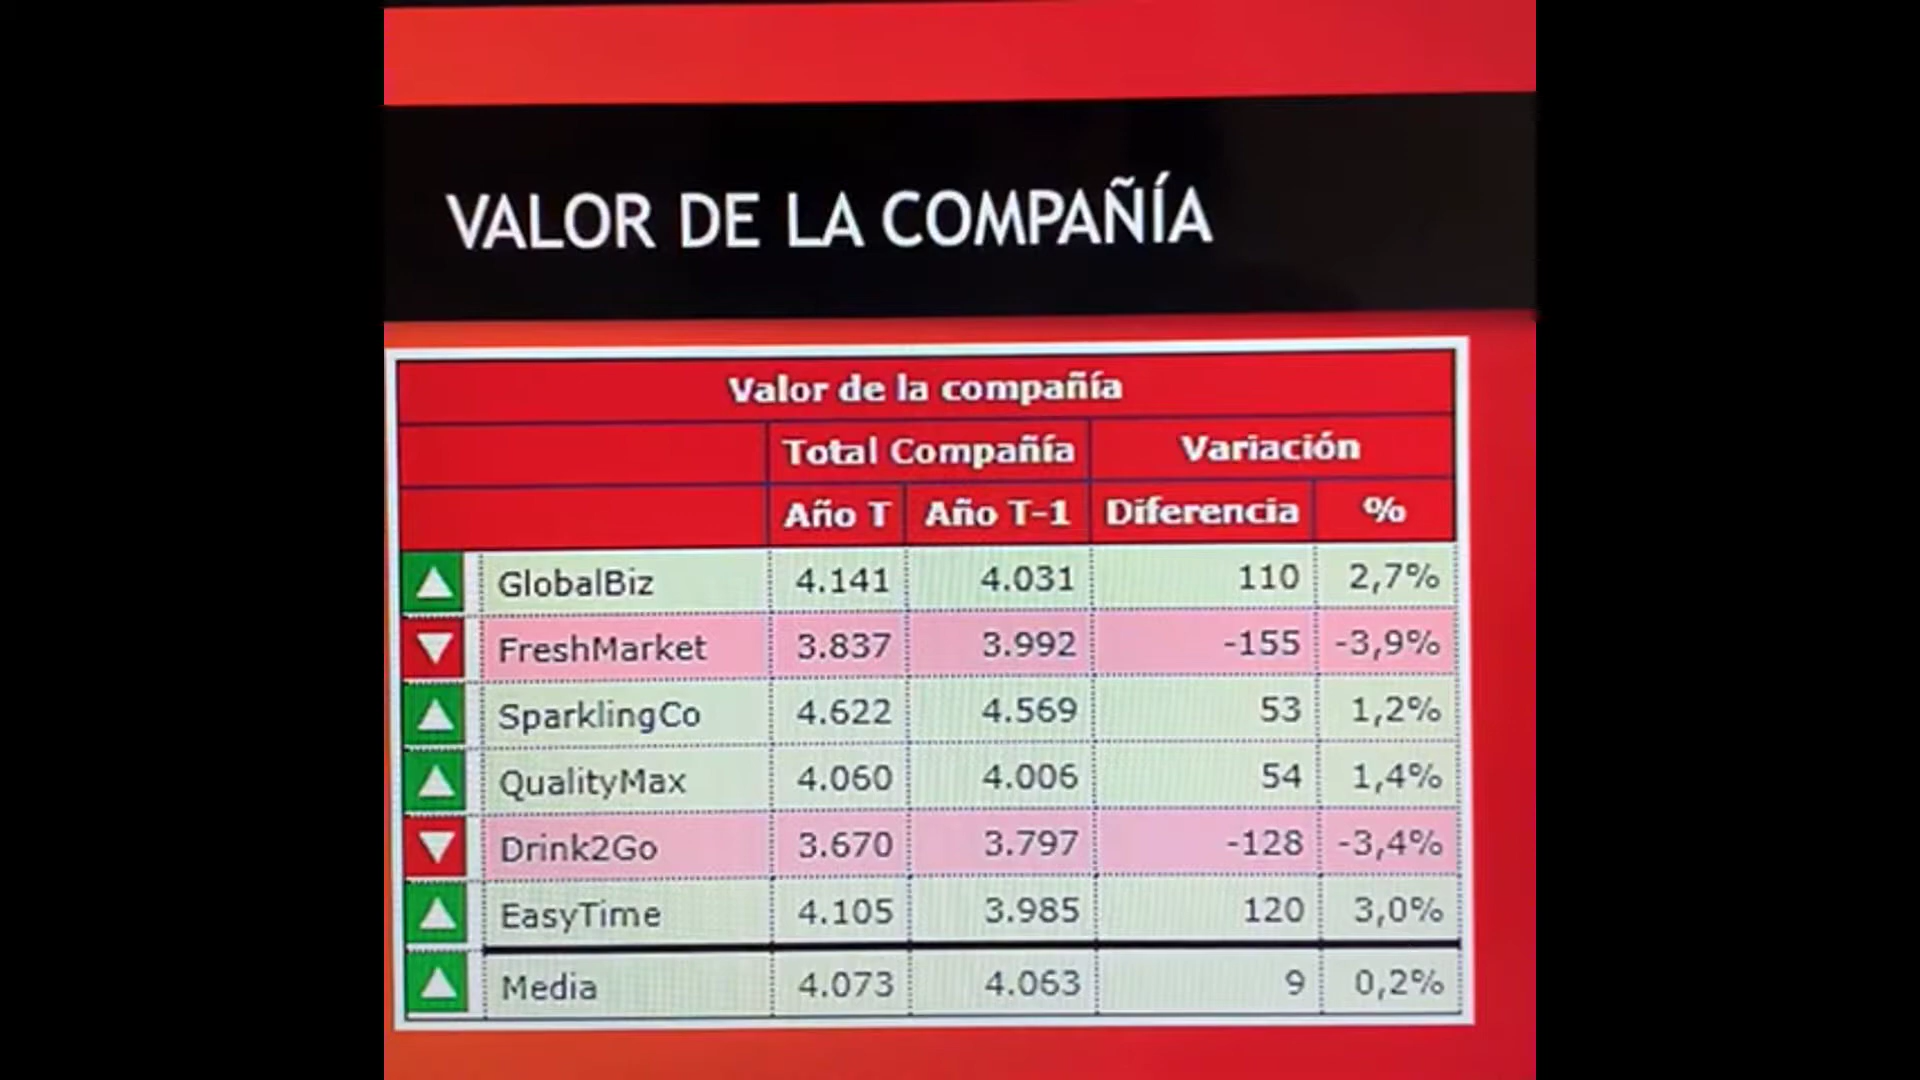 VALOR DE LA COMPAÑÍA
Valor de la compañía
Total Compañía Variación
Año T Año T-1 Diferencia %
GlobalBiz 4.141 4.031 110 2,7%
FreshMarket 3.837 3.992 -155 -3,9%
SparklingCo 4.622 4.569 53 1,2%
QualityMax 4.060 4.006 54 1,4%
Drink2Go 3.670 3.797 -128 -3,4%
EasyTime 4.105 3.985 120 3,0%
Media 4.073 4.063 9 0,2%